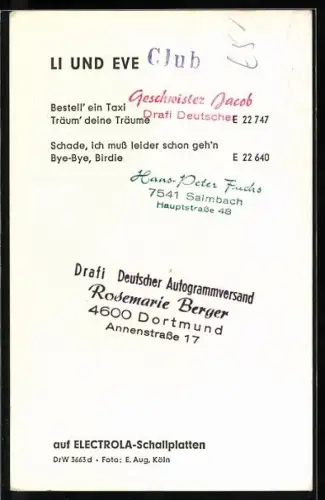 LI UND EVE Club
Geschwister Jacob
Bestell' ein Taxi
Träum' deine Träume Drafi Deutscher E 22 747
Schade, ich muß leider schon geh'n
Bye-Bye, Birdie E 22 640
Hans-Peter Fuchs
7541 Salmbach
Hauptstraße 48
Drafi Deutscher Autogrammversand
Rosemarie Berger
4600 Dortmund
Annenstraße 17
auf ELECTROLA-Schallplatten
DrW 3663 d • Foto: E. Aug, Köln